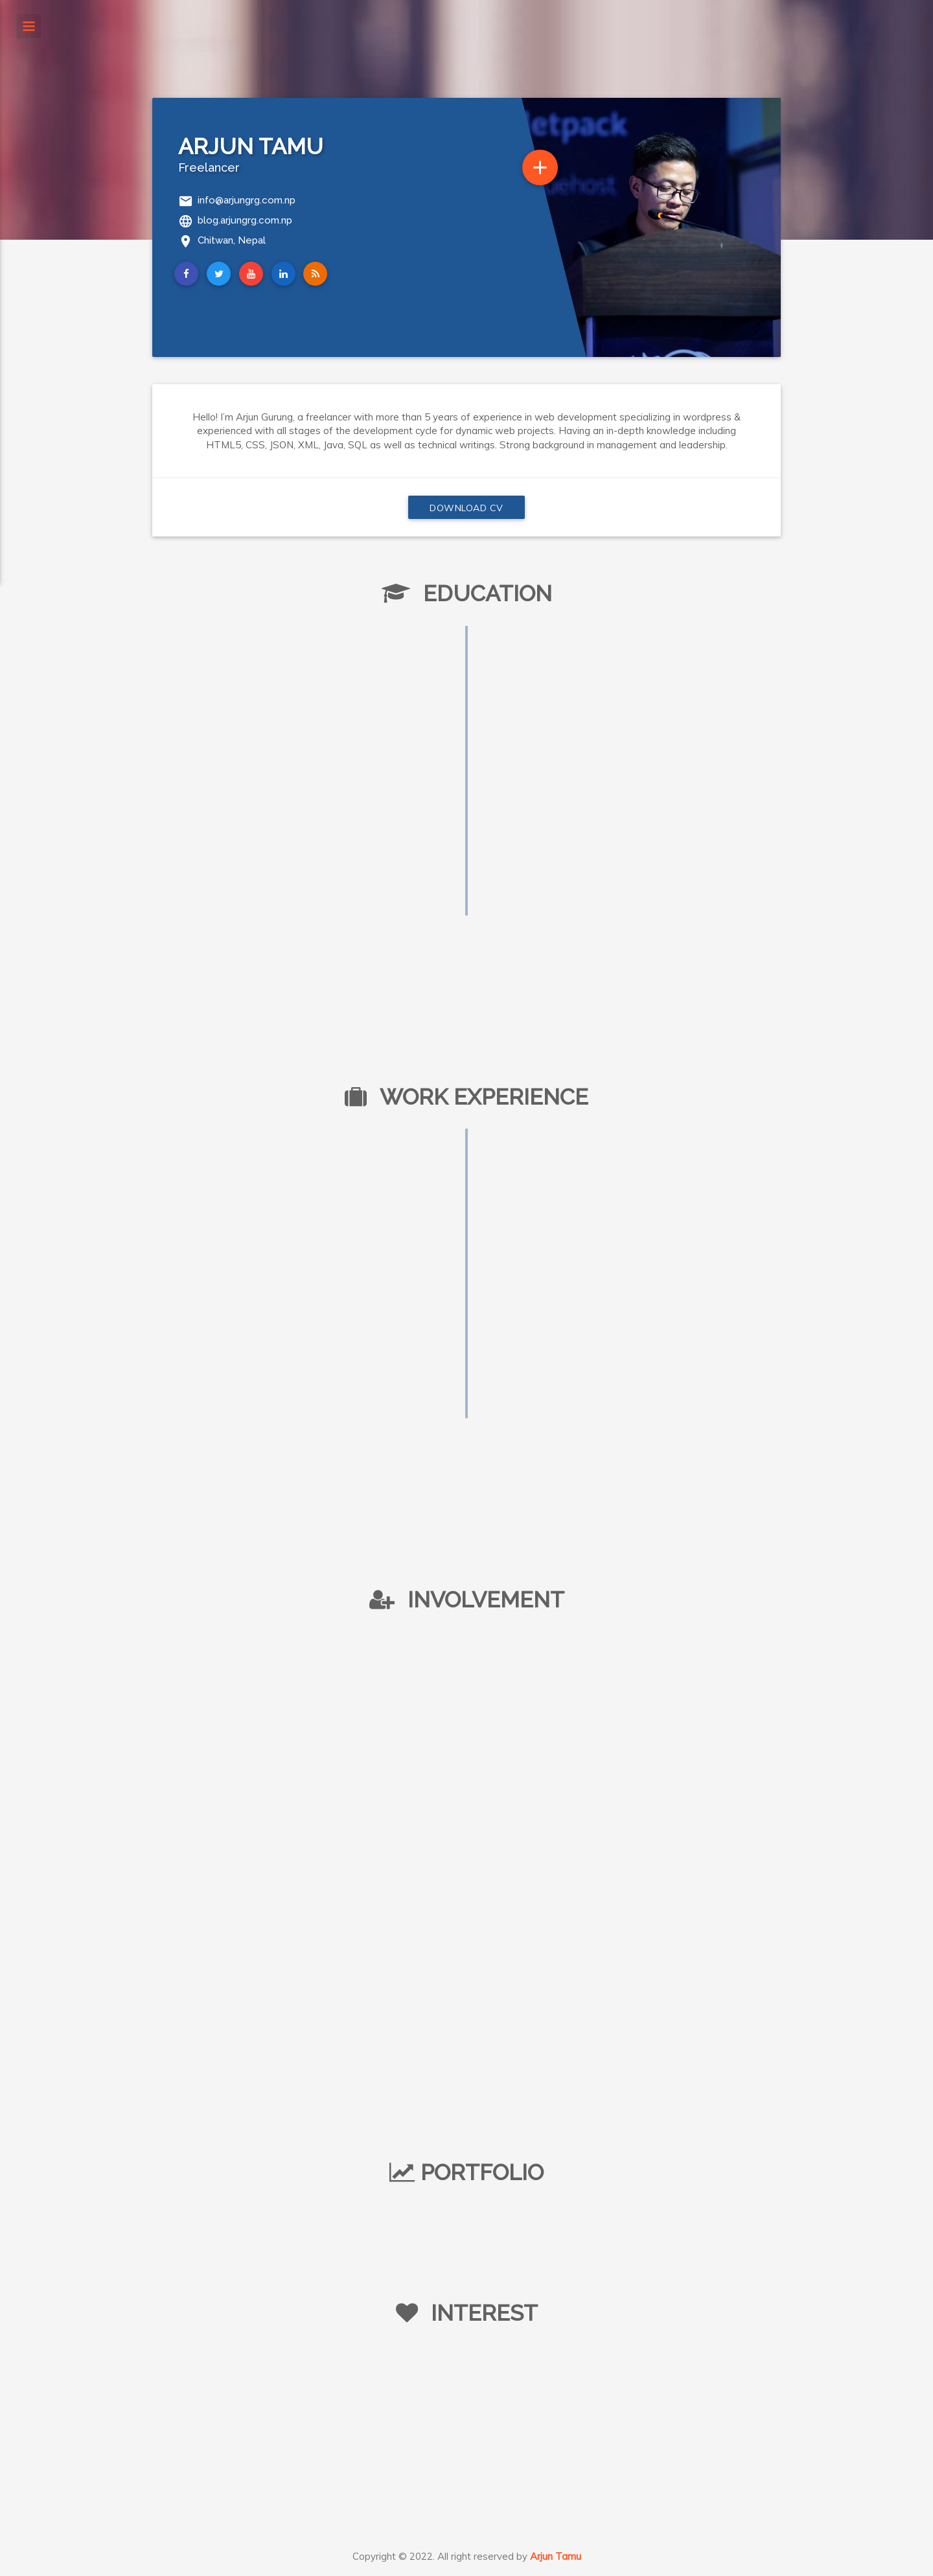 etpack
uehost
ARJUN TAMU
Freelancer
info@arjungrg.com.np
blog.arjungrg.com.np
Chitwan, Nepal
Hello! I'm Arjun Gurung, a freelancer with more than 5 years of experience in web development specializing in wordpress &
experienced with all stages of the development cycle for dynamic web projects. Having an in-depth knowledge including
HTML5, CSS, JSON, XML, Java, SQL as well as technical writings. Strong background in management and leadership.
DOWNLOAD CV
EDUCATION
WORK EXPERIENCE
INVOLVEMENT
PORTFOLIO
INTEREST
Copyright © 2022. All right reserved by Arjun Tamu